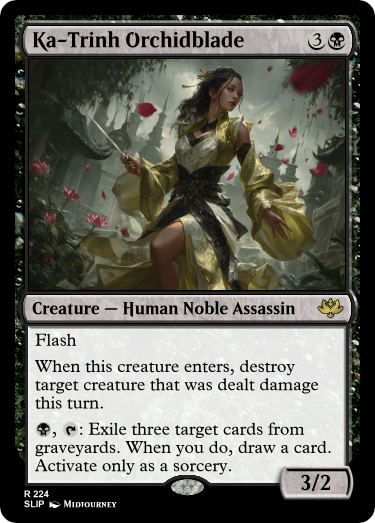 Ka-Trinh Orchidblade 3
Creature — Human Noble Assassin
Flash
When this creature enters, destroy
target creature that was dealt damage
this turn.
, : Exile three target cards from
graveyards. When you do, draw a card.
Activate only as a sorcery.
3/2
R 224
SLIP Midjourney